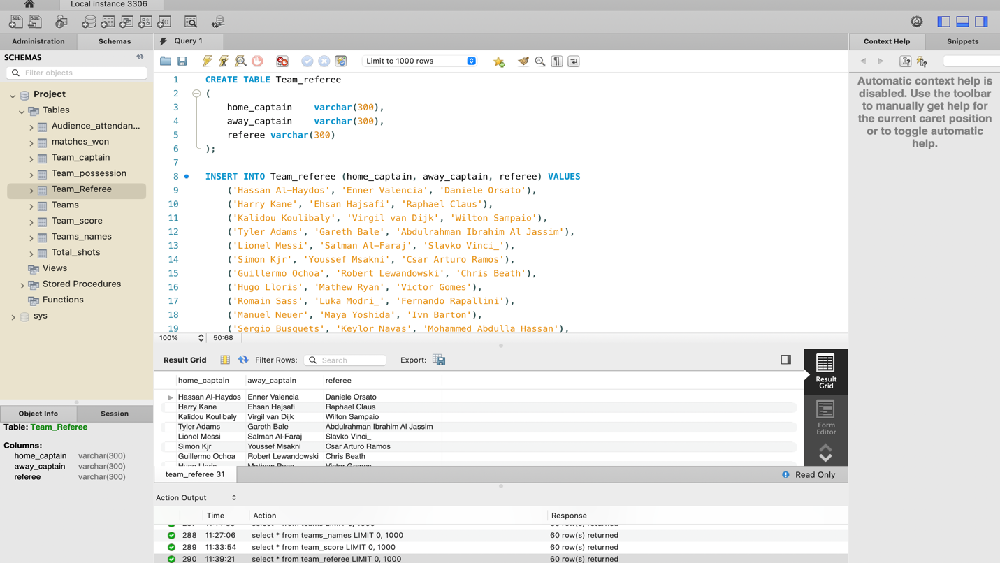 Local instance 3306
Administration
Schemas
Query 1
Context Help
Snippets
SCHEMAS
Filter objects
Limit to 1000 rows
Project
Tables
Audience_attendan...
matches_won
Team_captain
Team_possession
Team_Referee
Teams
Team_score
Teams_names
Total_shots
Views
Stored Procedures
Functions
sys
1 CREATE TABLE Team_referee
2 (
3 home_captain varchar(300),
4 away_captain varchar(300),
5 referee varchar(300)
6 );
7
8 INSERT INTO Team_referee (home_captain, away_captain, referee) VALUES
9 ('Hassan Al-Haydos', 'Enner Valencia', 'Daniele Orsato'),
10 ('Harry Kane', 'Ehsan Hajsafi', 'Raphael Claus'),
11 ('Kalidou Koulibaly', 'Virgil van Dijk', 'Wilton Sampaio'),
12 ('Tyler Adams', 'Gareth Bale', 'Abdulrahman Ibrahim Al Jassim'),
13 ('Lionel Messi', 'Salman Al-Faraj', 'Slavko Vinci_'),
14 ('Simon Kjr', 'Youssef Msakni', 'Csar Arturo Ramos'),
15 ('Guillermo Ochoa', 'Robert Lewandowski', 'Chris Beath'),
16 ('Hugo Lloris', 'Mathew Ryan', 'Victor Gomes'),
17 ('Romain Sass', 'Luka Modri_', 'Fernando Rapallini'),
18 ('Manuel Neuer', 'Maya Yoshida', 'Ivn Barton'),
19 ('Sergio Busquets', 'Keylor Navas', 'Mohammed Abdulla Hassan'),
100% 50:68
Automatic context help is
disabled. Use the toolbar
to manually get help for
the current caret position
or to toggle automatic
help.
Result Grid Filter Rows: Search Export:
home_captain away_captain referee
Hassan Al-Haydos Enner Valencia Daniele Orsato
Harry Kane Ehsan Hajsafi Raphael Claus
Kalidou Koulibaly Virgil van Dijk Wilton Sampaio
Tyler Adams Gareth Bale Abdulrahman Ibrahim Al Jassim
Lionel Messi Salman Al-Faraj Slavko Vinci_
Simon Kjr Youssef Msakni Csar Arturo Ramos
Guillermo Ochoa Robert Lewandowski Chris Beath
Hugo Lloris Mathew Ryan Victor Gomes
Result
Grid
Form
Editor
team_referee 31
Read Only
Object Info
Session
Table: Team_Referee
Columns:
home_captain varchar(300)
away_captain varchar(300)
referee varchar(300)
Action Output
Time Action Response
select * from teams LIMIT 0, 1000 60 row(s) returned
288 11:27:06 select * from teams_names LIMIT 0, 1000 60 row(s) returned
289 11:33:54 select * from team_score LIMIT 0, 1000 60 row(s) returned
290 11:39:21 select * from team_referee LIMIT 0, 1000 60 row(s) returned